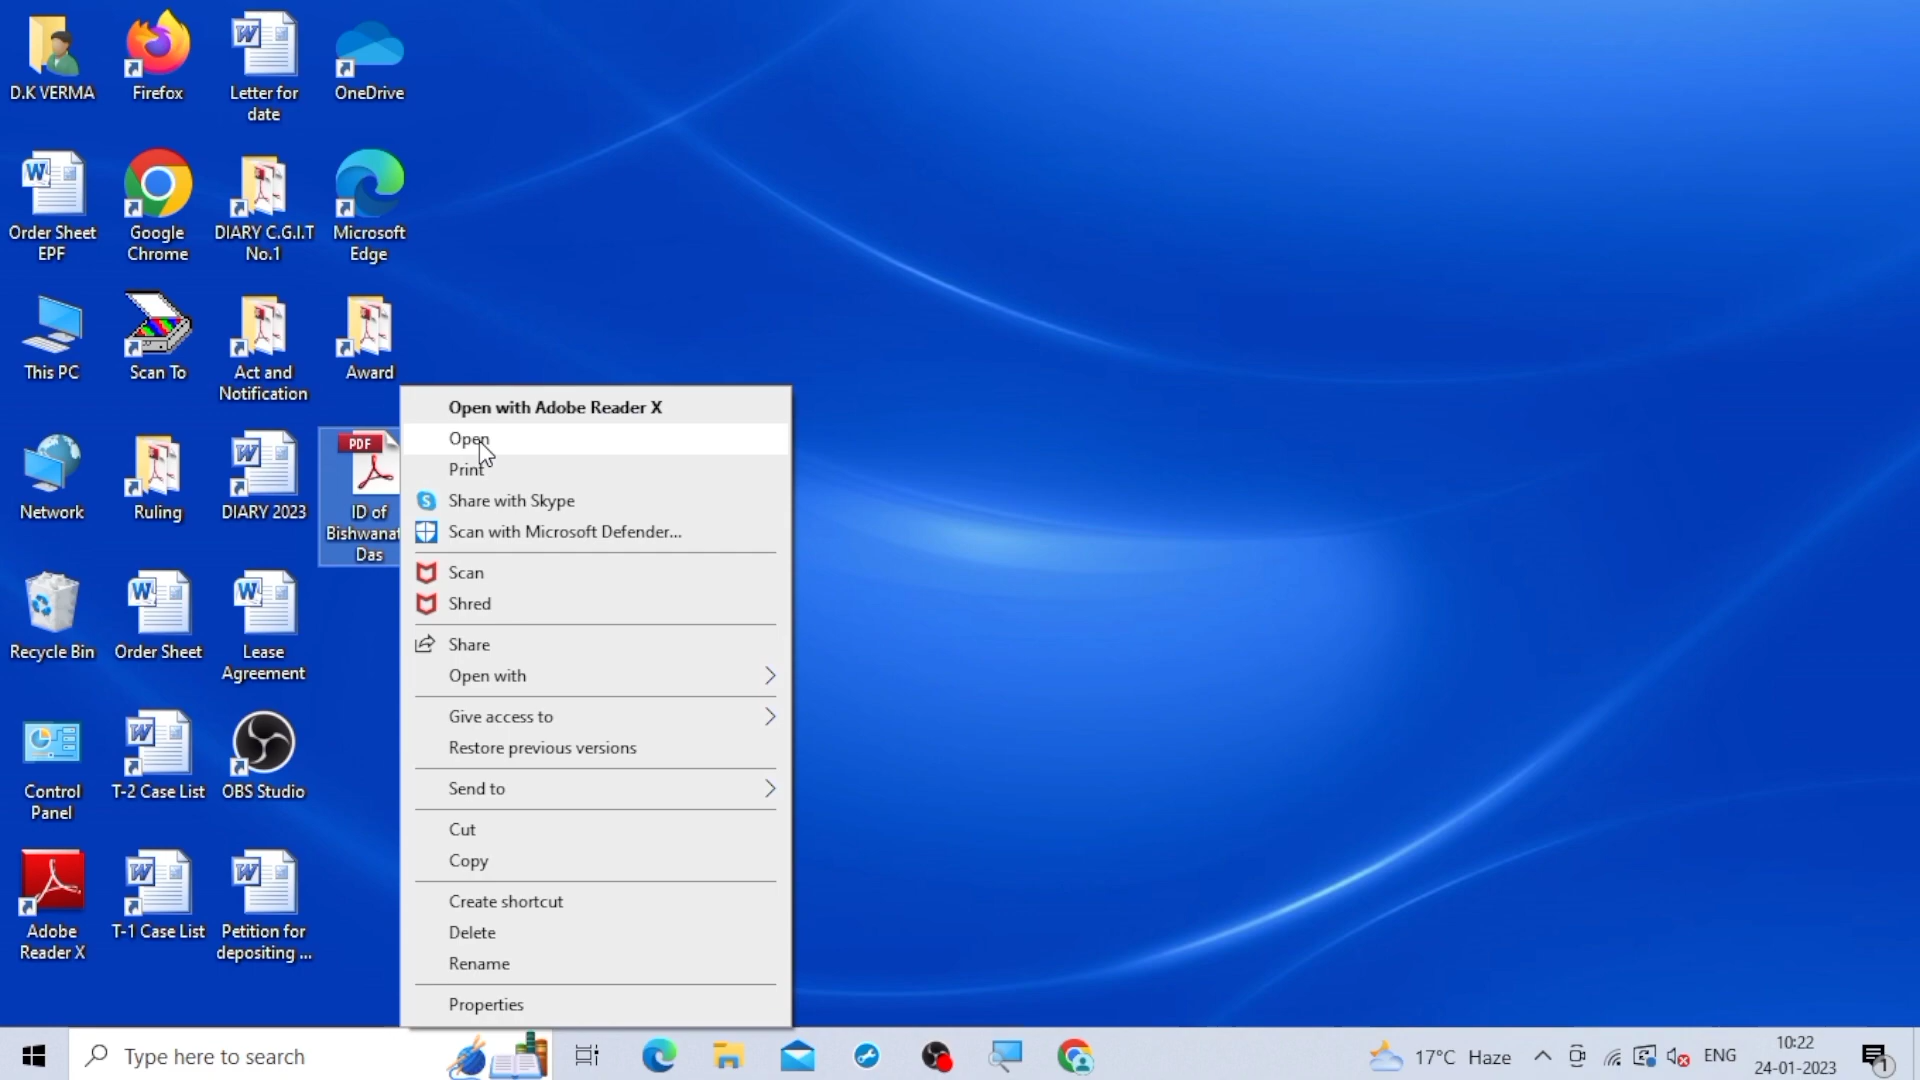 D.K VERMA
Firefox
Letter for
date
OneDrive
Order Sheet
EPF
Google
Chrome
DIARY C.G.I.T
No.1
Microsoft
Edge
This PC
Scan To
Act and
Notification
Award
Network
Ruling
DIARY 2023
PDF
ID of
Bishwanat
Das
Recycle Bin
Order Sheet
Lease
Agreement
Control
Panel
T-2 Case List
OBS Studio
Adobe
Reader X
T-1 Case List
Petition for
depositing ...
Open with Adobe Reader X
Open
Print
Share with Skype
Scan with Microsoft Defender...
Scan
Shred
Share
Open with
Give access to
Restore previous versions
Send to
Cut
Copy
Create shortcut
Delete
Rename
Properties
Type here to search
17°C Haze
ENG
10:22
24-01-2023
1